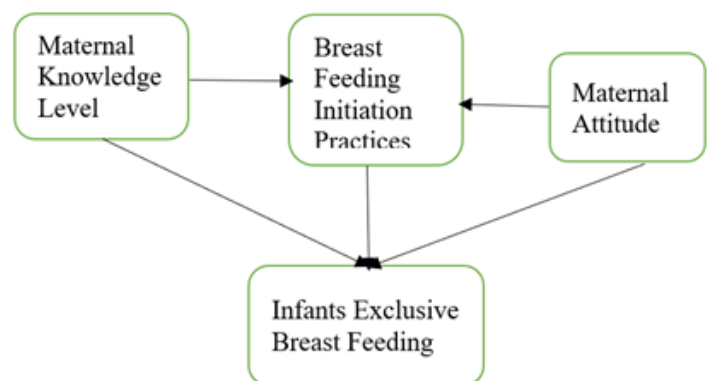 Maternal
Knowledge
Level
Breast
Feeding
Initiation
Practices
Maternal
Attitude
Infants Exclusive
Breast Feeding